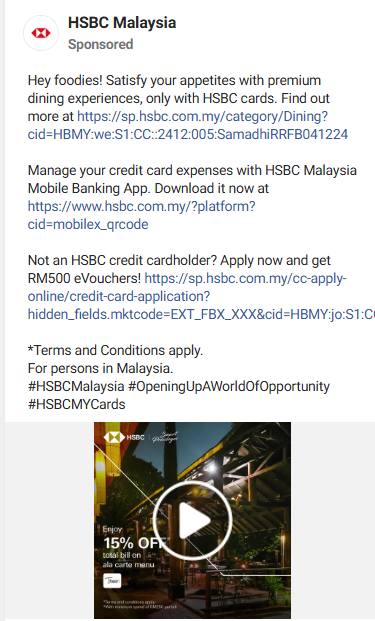 HSBC Malaysia
Sponsored
Hey foodies! Satisfy your appetites with premium
dining experiences, only with HSBC cards. Find out
more at https://sp.hsbc.com.my/category/Dining?
cid=HBMY:we:S1:CC::2412:005:SamadhiRRFB041224
Manage your credit card expenses with HSBC Malaysia
Mobile Banking App. Download it now at
https://www.hsbc.com.my/?platform?
cid=mobilex_qrcode
Not an HSBC credit cardholder? Apply now and get
RM500 eVouchers! https://sp.hsbc.com.my/cc-apply-
online/credit-card-application?
hidden_fields.mktcode=EXT_FBX_XXX&cid=HBMY:jo:S1:C
*Terms and Conditions apply.
For persons in Malaysia.
#HSBCMalaysia #OpeningUpAWorldOfOpportunity
#HSBCMYCards
HSBC
Enjoy
15% OFF
total bill on
ala carte menu
*Terms and conditions apply.